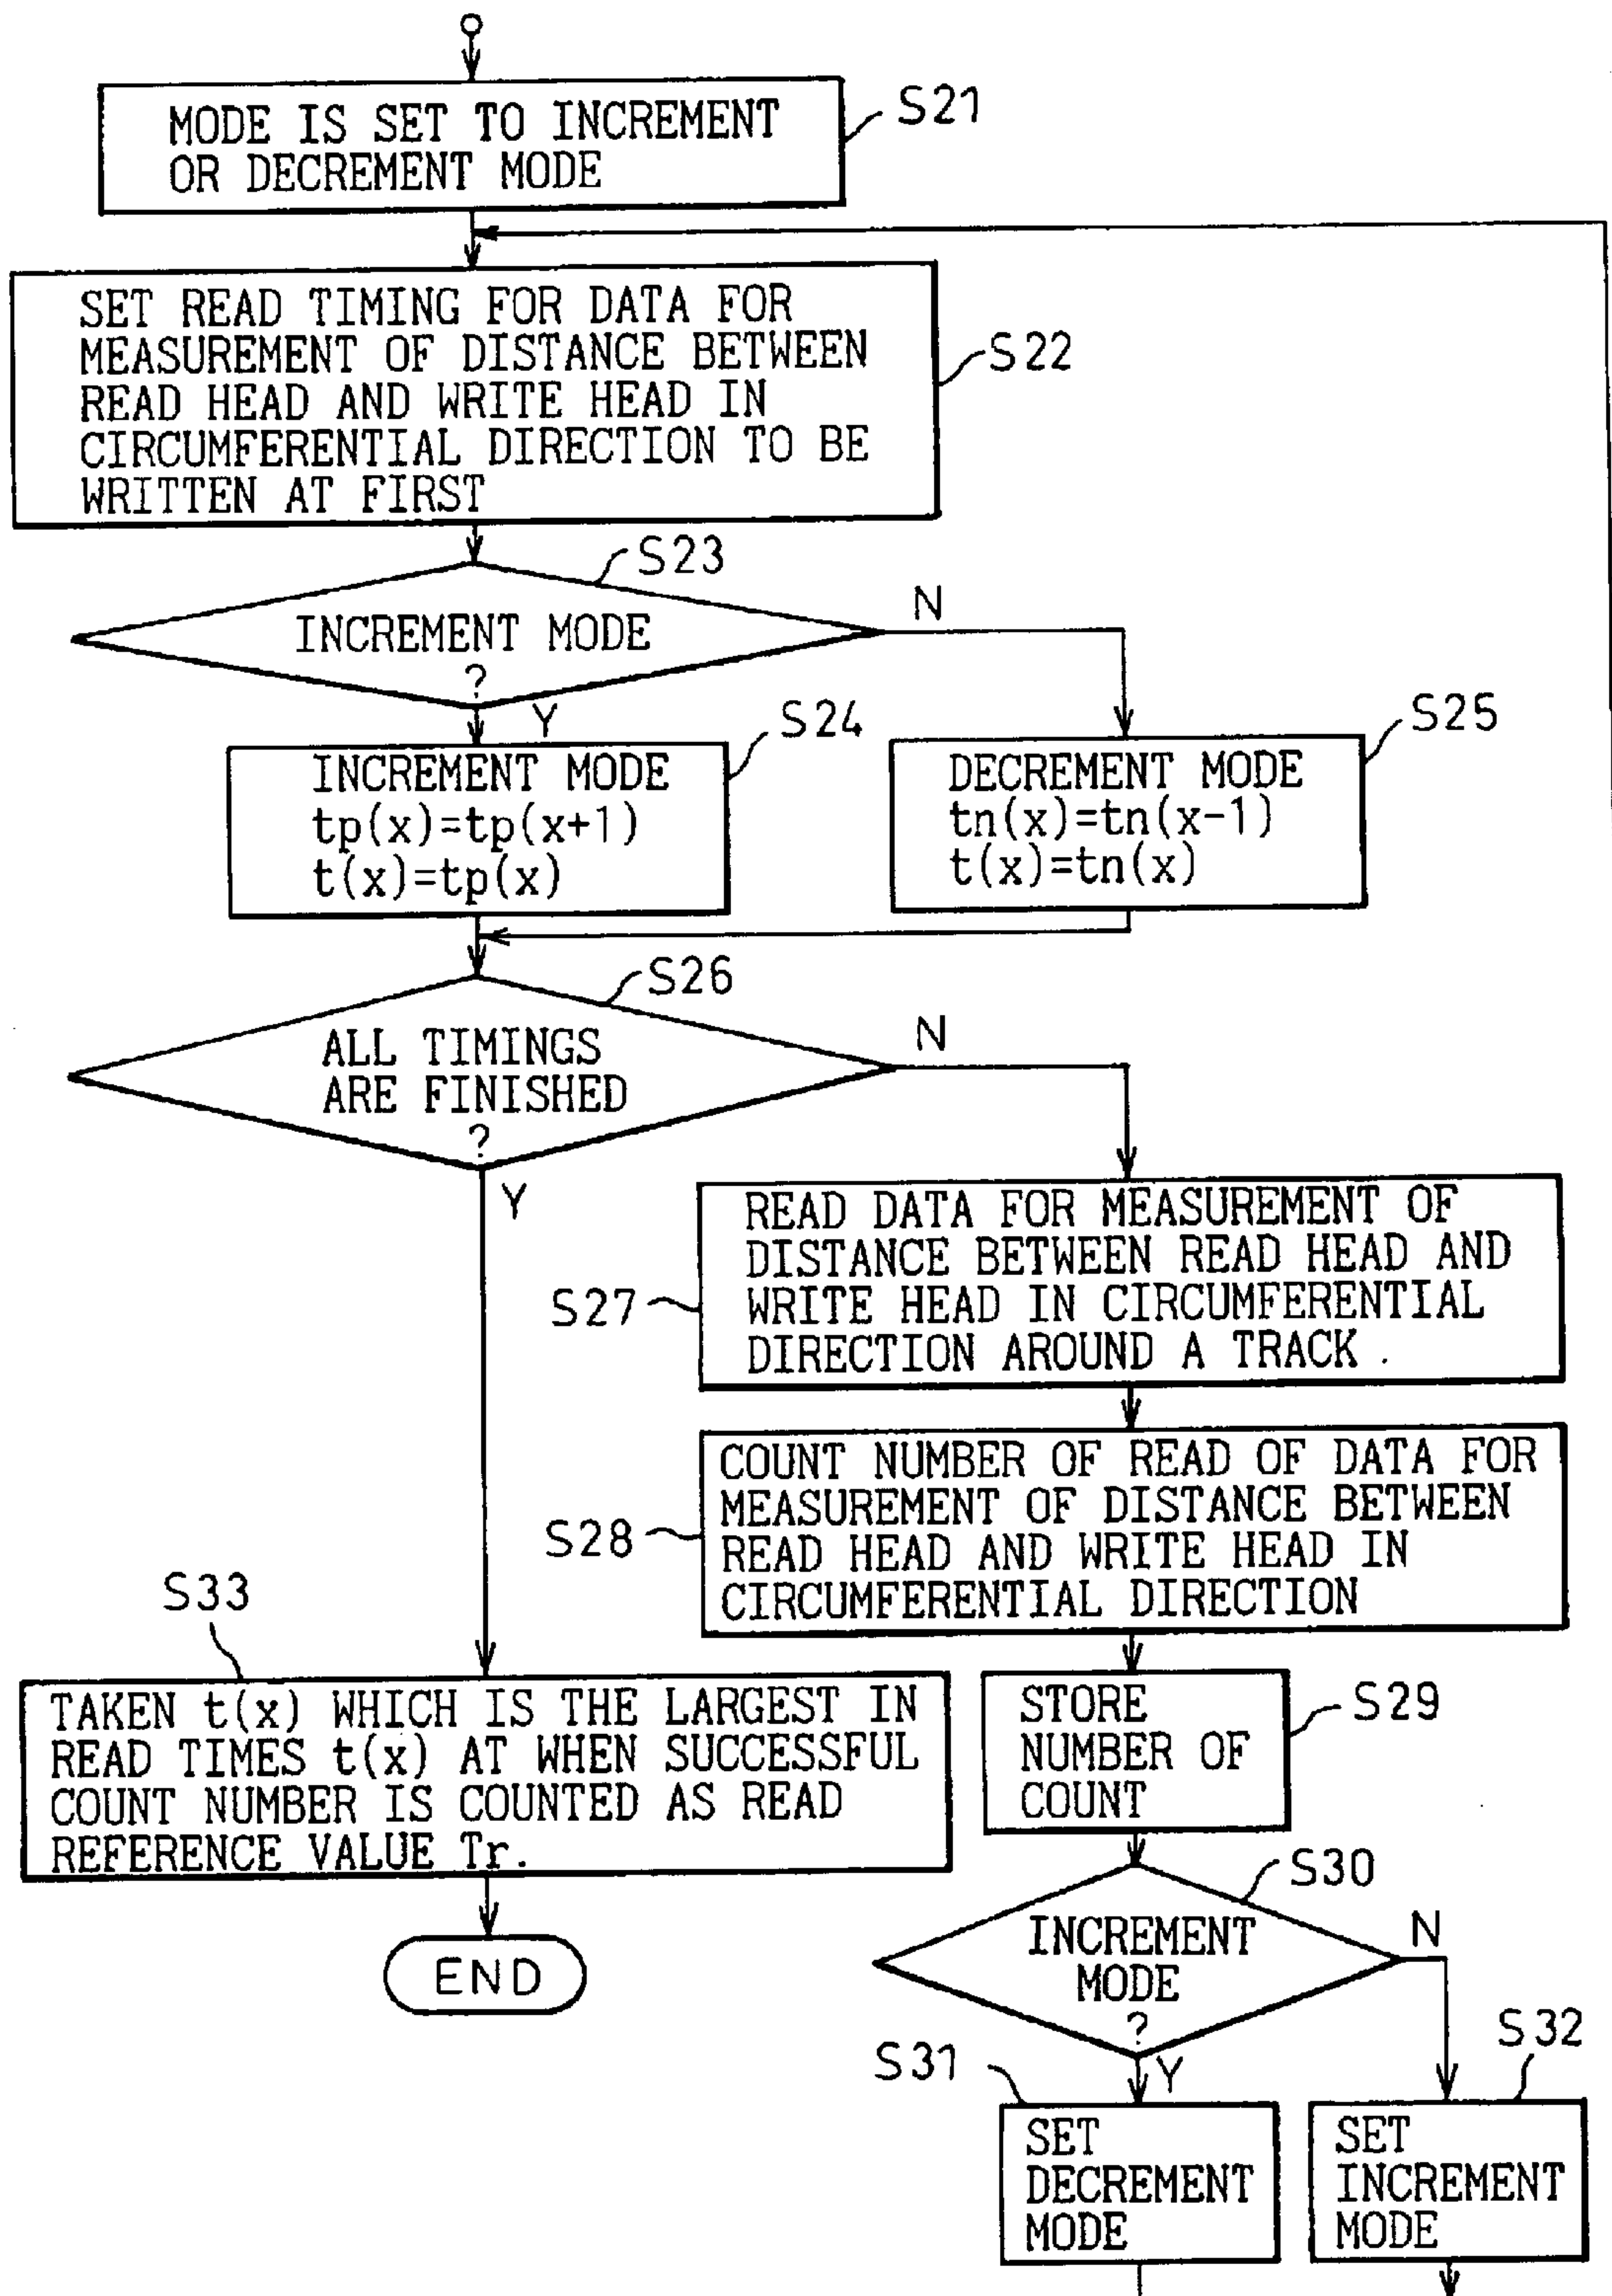 MODE IS SET TO INCREMENT
OR DECREMENT MODE
S21
SET READ TIMING FOR DATA FOR
MEASUREMENT OF DISTANCE BETWEEN
READ HEAD AND WRITE HEAD IN
CIRCUMFERENTIAL DIRECTION TO BE
WRITTEN AT FIRST
S22
S23
INCREMENT MODE
?
N
Y
S24
INCREMENT MODE
tp(x)=tp(x+1)
t(x)=tp(x)
S25
DECREMENT MODE
tn(x)=tn(x-1)
t(x)=tn(x)
S26
ALL TIMINGS
ARE FINISHED
?
N
Y
S27
READ DATA FOR MEASUREMENT OF
DISTANCE BETWEEN READ HEAD AND
WRITE HEAD IN CIRCUMFERENTIAL
DIRECTION AROUND A TRACK .
S28
COUNT NUMBER OF READ OF DATA FOR
MEASUREMENT OF DISTANCE BETWEEN
READ HEAD AND WRITE HEAD IN
CIRCUMFERENTIAL DIRECTION
S33
TAKEN t(x) WHICH IS THE LARGEST IN
READ TIMES t(x) AT WHEN SUCCESSFUL
COUNT NUMBER IS COUNTED AS READ
REFERENCE VALUE Tr.
END
STORE
NUMBER OF
COUNT
S29
S30
INCREMENT
MODE
?
N
Y
S31
SET
DECREMENT
MODE
S32
SET
INCREMENT
MODE